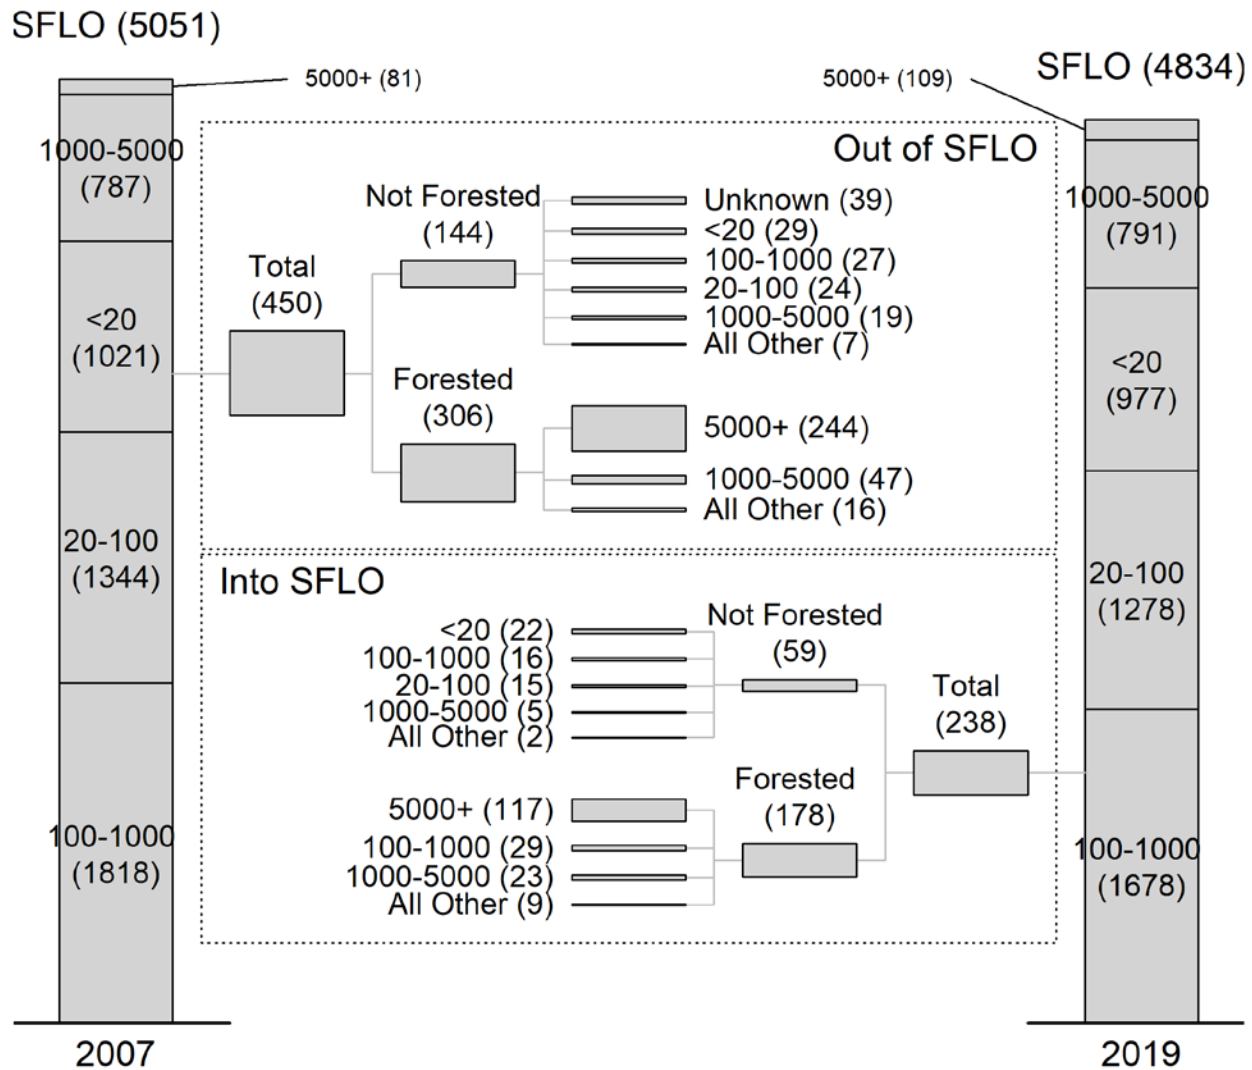 SFLO (5051)
5000+ (81)
1000-5000
(787)
<20
(1021)
20-100
(1344)
100-1000
(1818)
2007
Out of SFLO
Total
(450)
Not Forested
(144)
Unknown (39)
<20 (29)
100-1000 (27)
20-100 (24)
1000-5000 (19)
All Other (7)
Forested
(306)
5000+ (244)
1000-5000 (47)
All Other (16)
Into SFLO
<20 (22)
100-1000 (16)
20-100 (15)
1000-5000 (5)
All Other (2)
Not Forested
(59)
5000+ (117)
100-1000 (29)
1000-5000 (23)
All Other (9)
Forested
(178)
Total
(238)
SFLO (4834)
5000+ (109)
1000-5000
(791)
<20
(977)
20-100
(1278)
100-1000
(1678)
2019